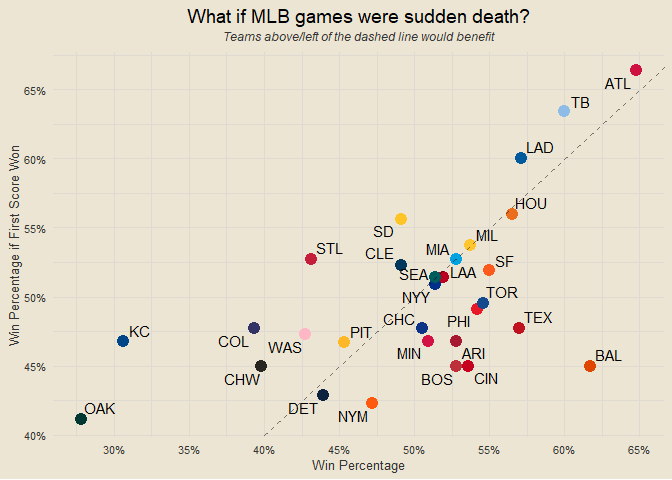 What if MLB games were sudden death?
Teams above/left of the dashed line would benefit
Win Percentage if First Score Won
65%
60%
55%
50%
45%
40%
ATL
TB
LAD
HOU
SD
MIL
STL
CLE
MIA
SF
SEA
LAA
NYY
TOR
KC
COL
WAS
PIT
CHC
PHI
TEX
MIN
ARI
BAL
CHW
BOS
CIN
OAK
DET
NYM
30%
35%
40%
45%
50%
55%
60%
65%
Win Percentage